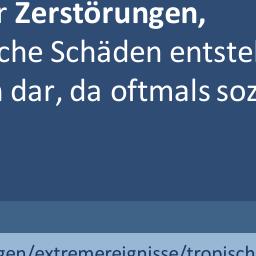 r Zerstörungen,
che Schäden entste
dar, da oftmals soz
gen/extremereignisse/tropisch